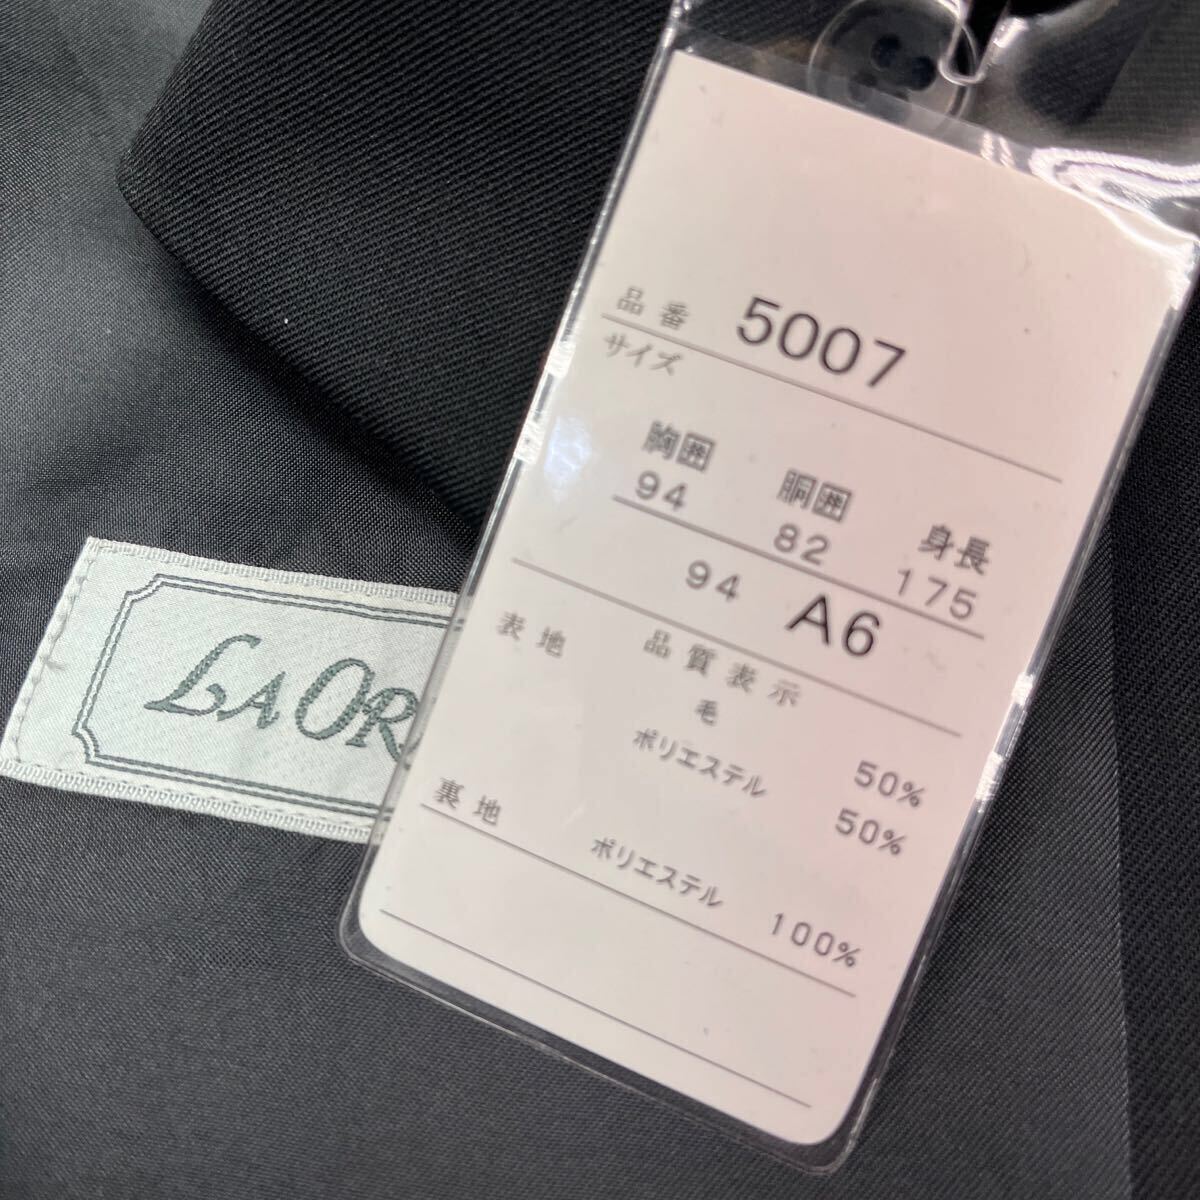 品番 5007
サイズ
胸囲 胴囲 身長
94 82 175
94 A6
品質表示
表地 毛 50%
ポリエステル 50%
裏地 ポリエステル 100%
LA OR